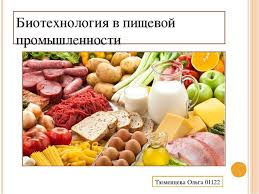 Биотехнология в пищевой
промышленности
Тюменцева Ольга 01122